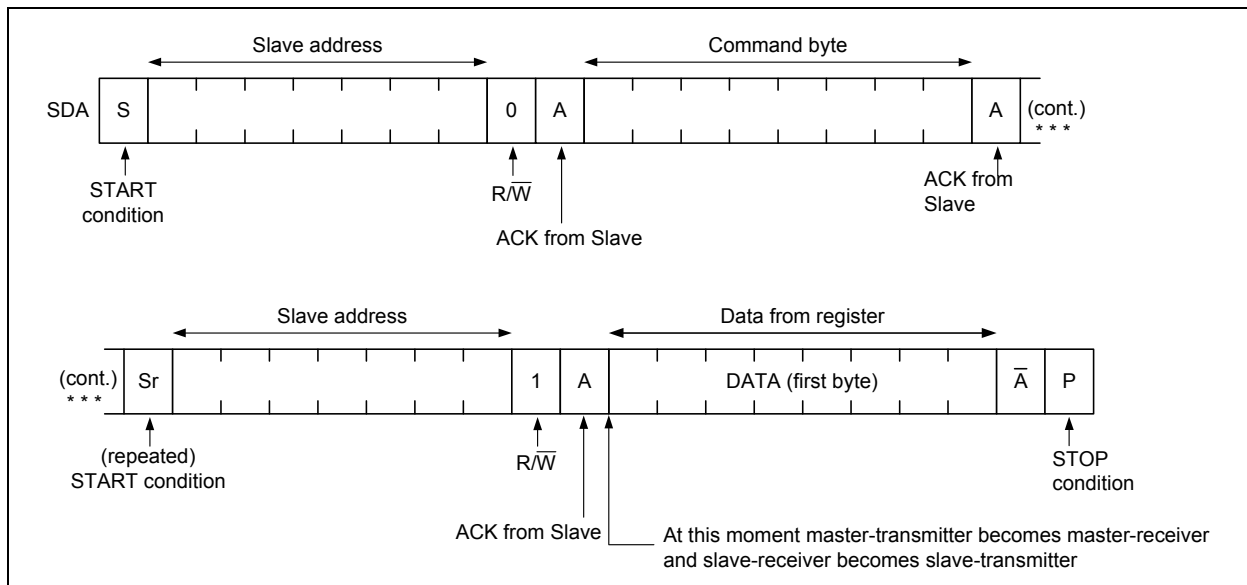 Slave address
Command byte
SDA S 0 A A (cont.)
* * *
START
condition
R/W̅
ACK from Slave
ACK from
Slave
Slave address
Data from register
(cont.) Sr 1 A DATA (first byte) A̅ P
* * *
(repeated)
START condition
R/W̅
STOP
condition
ACK from Slave
At this moment master-transmitter becomes master-receiver
and slave-receiver becomes slave-transmitter